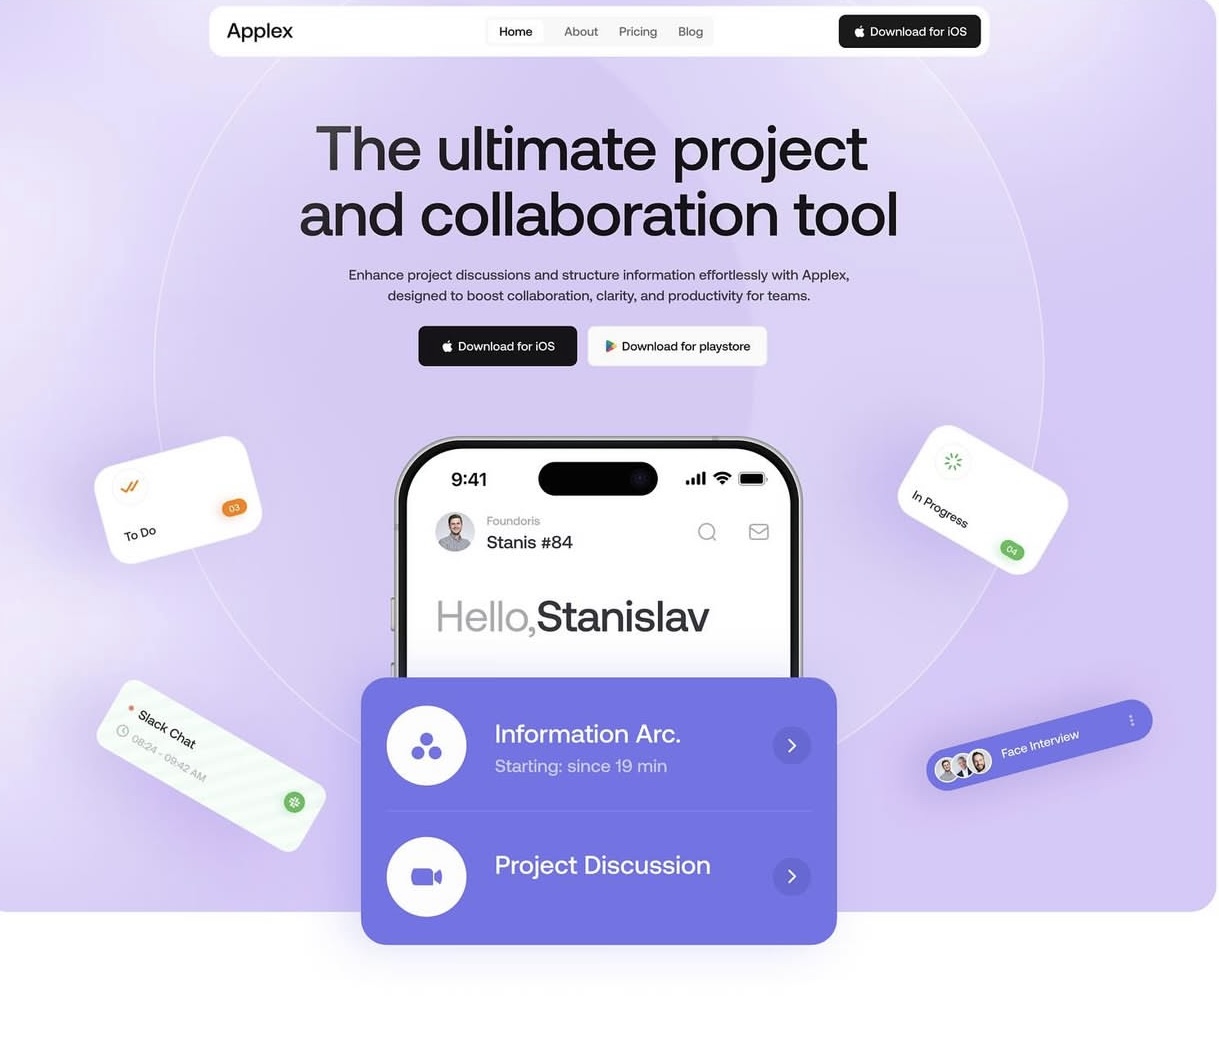 Applex
Home
About
Pricing
Blog
Download for iOS
The ultimate project
and collaboration tool
Enhance project discussions and structure information effortlessly with Applex,
designed to boost collaboration, clarity, and productivity for teams.
Download for iOS
Download for playstore
To Do
03
In Progress
04
9:41
Foundoris
Stanis #84
Hello,Stanislav
Slack Chat
08:24 - 09:42 AM
Face Interview
Information Arc.
Starting: since 19 min
Project Discussion